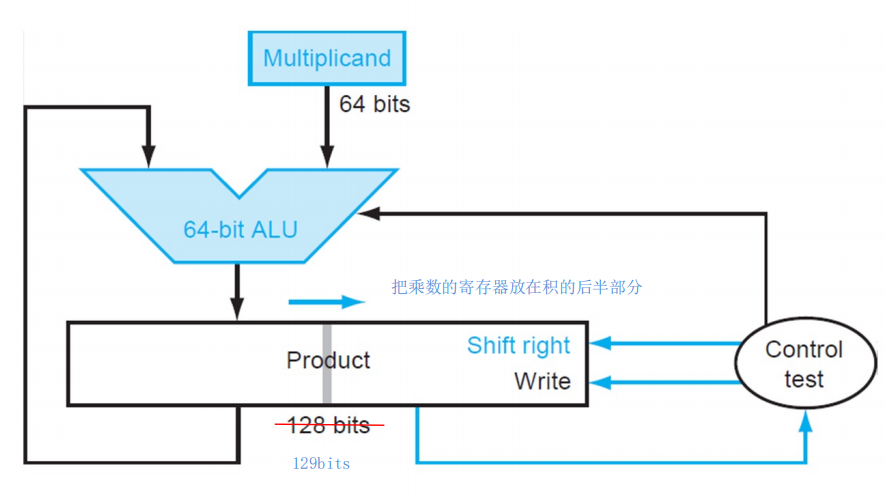 Multiplicand
64 bits
64-bit ALU
把乘数的寄存器放在积的后半部分
Product
Shift right
Write
Control
test
128 bits
129bits